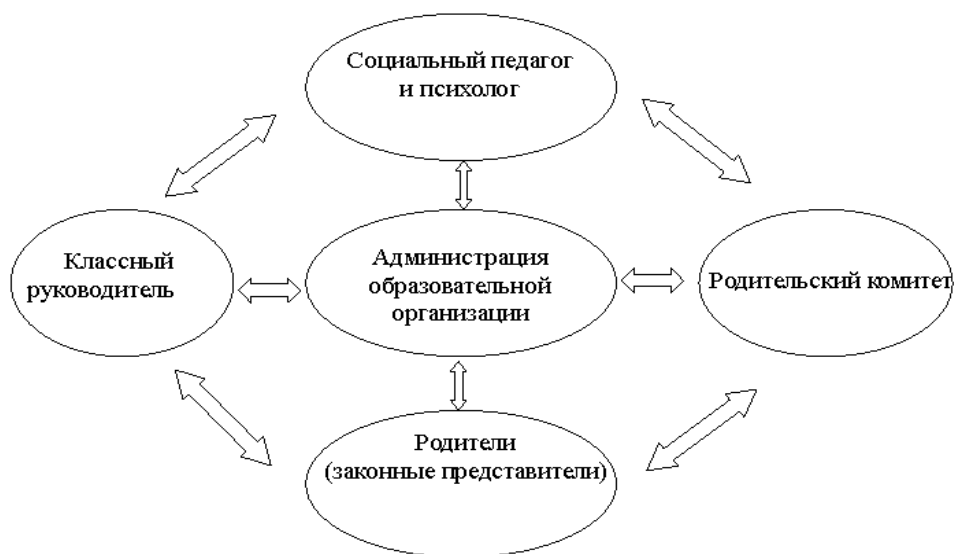 Социальный педагог
и психолог
Классный
руководитель
Администрация
образовательной
организации
Родительский комитет
Родители
(законные представители)